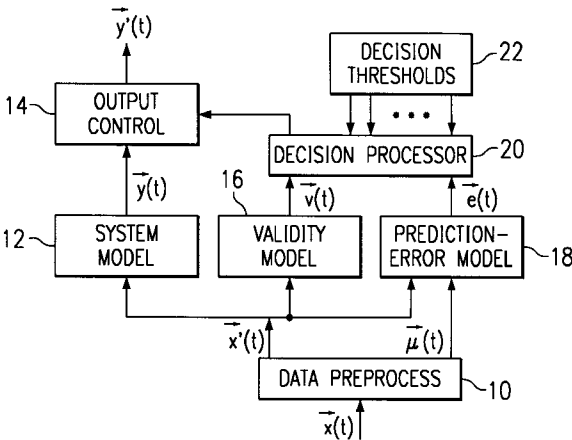 y⃗'(t)
DECISION
THRESHOLDS
22
14
OUTPUT
CONTROL
• • •
DECISION PROCESSOR
20
y⃗(t)
16
v⃗(t)
e⃗(t)
12
SYSTEM
MODEL
VALIDITY
MODEL
PREDICTION-
ERROR MODEL
18
x⃗'(t)
μ⃗(t)
DATA PREPROCESS
10
x⃗(t)